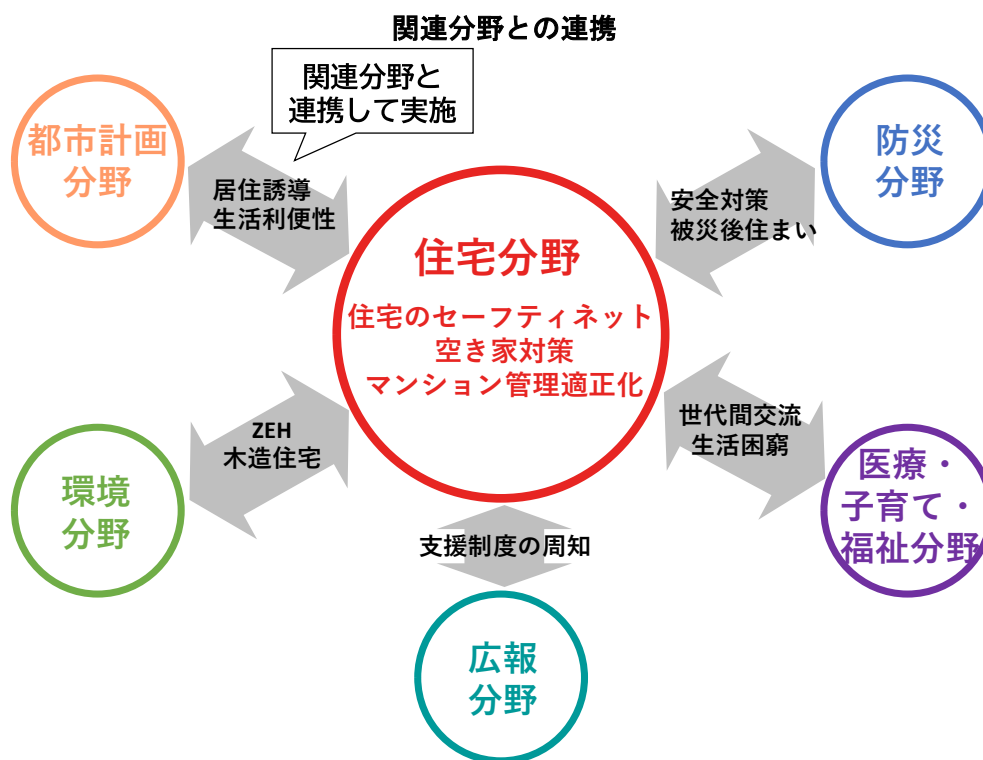 関連分野との連携
関連分野と
連携して実施
都市計画
分野
居住誘導
生活利便性
防災
分野
安全対策
被災後住まい
住宅分野
住宅のセーフティネット
空き家対策
マンション管理適正化
ZEH
木造住宅
環境
分野
世代間交流
生活困窮
医療・
子育て・
福祉分野
支援制度の周知
広報
分野